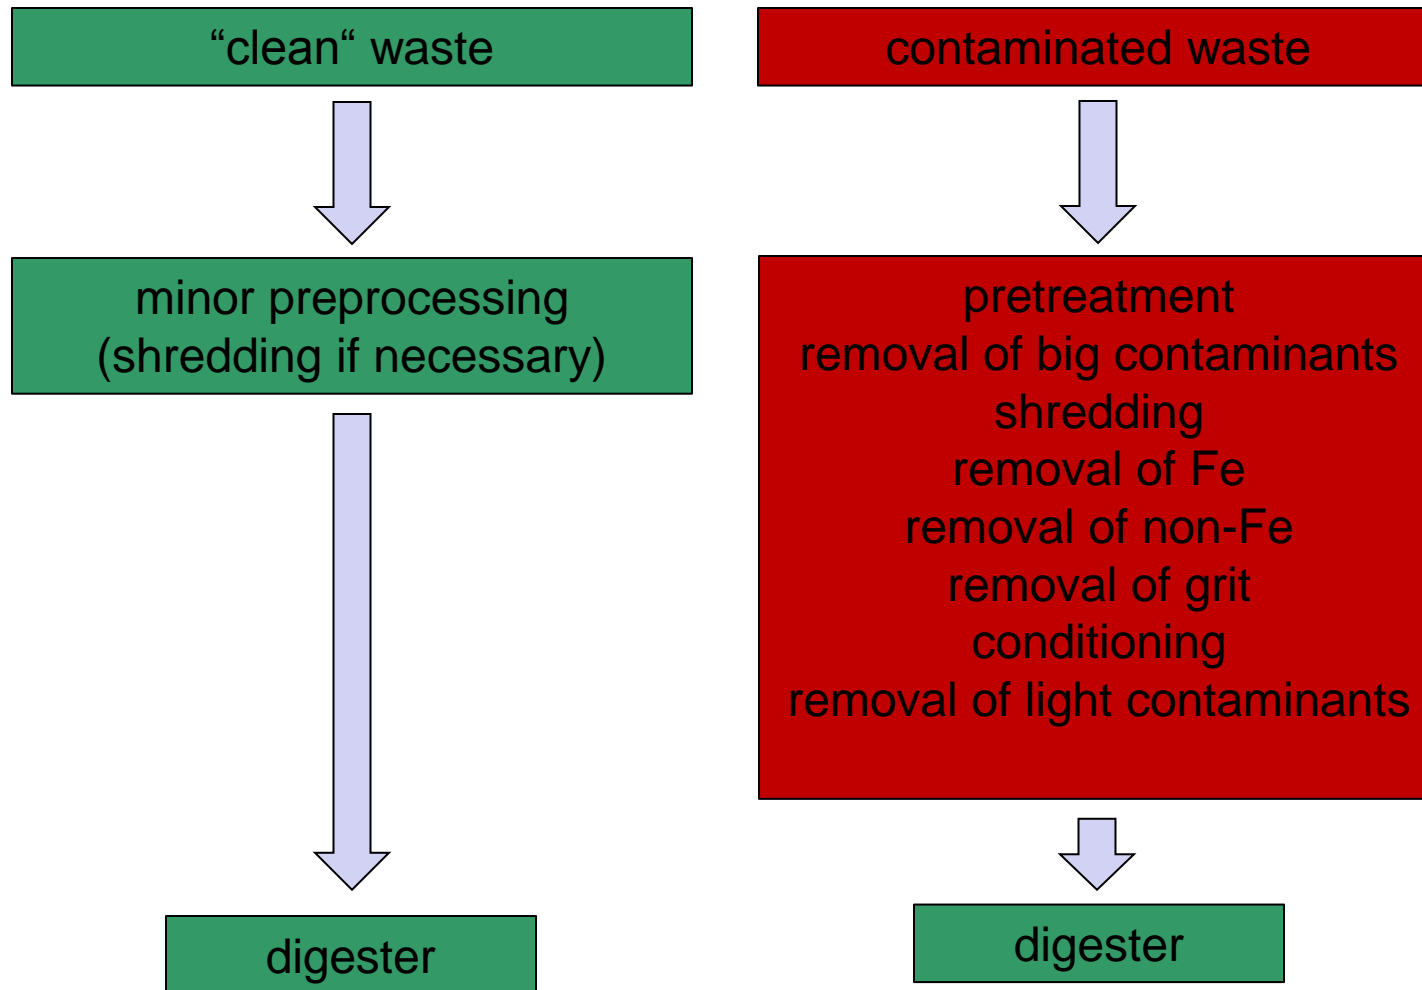 “clean“ waste
minor preprocessing
(shredding if necessary)
digester
contaminated waste
pretreatment
removal of big contaminants
shredding
removal of Fe
removal of non-Fe
removal of grit
conditioning
removal of light contaminants
digester